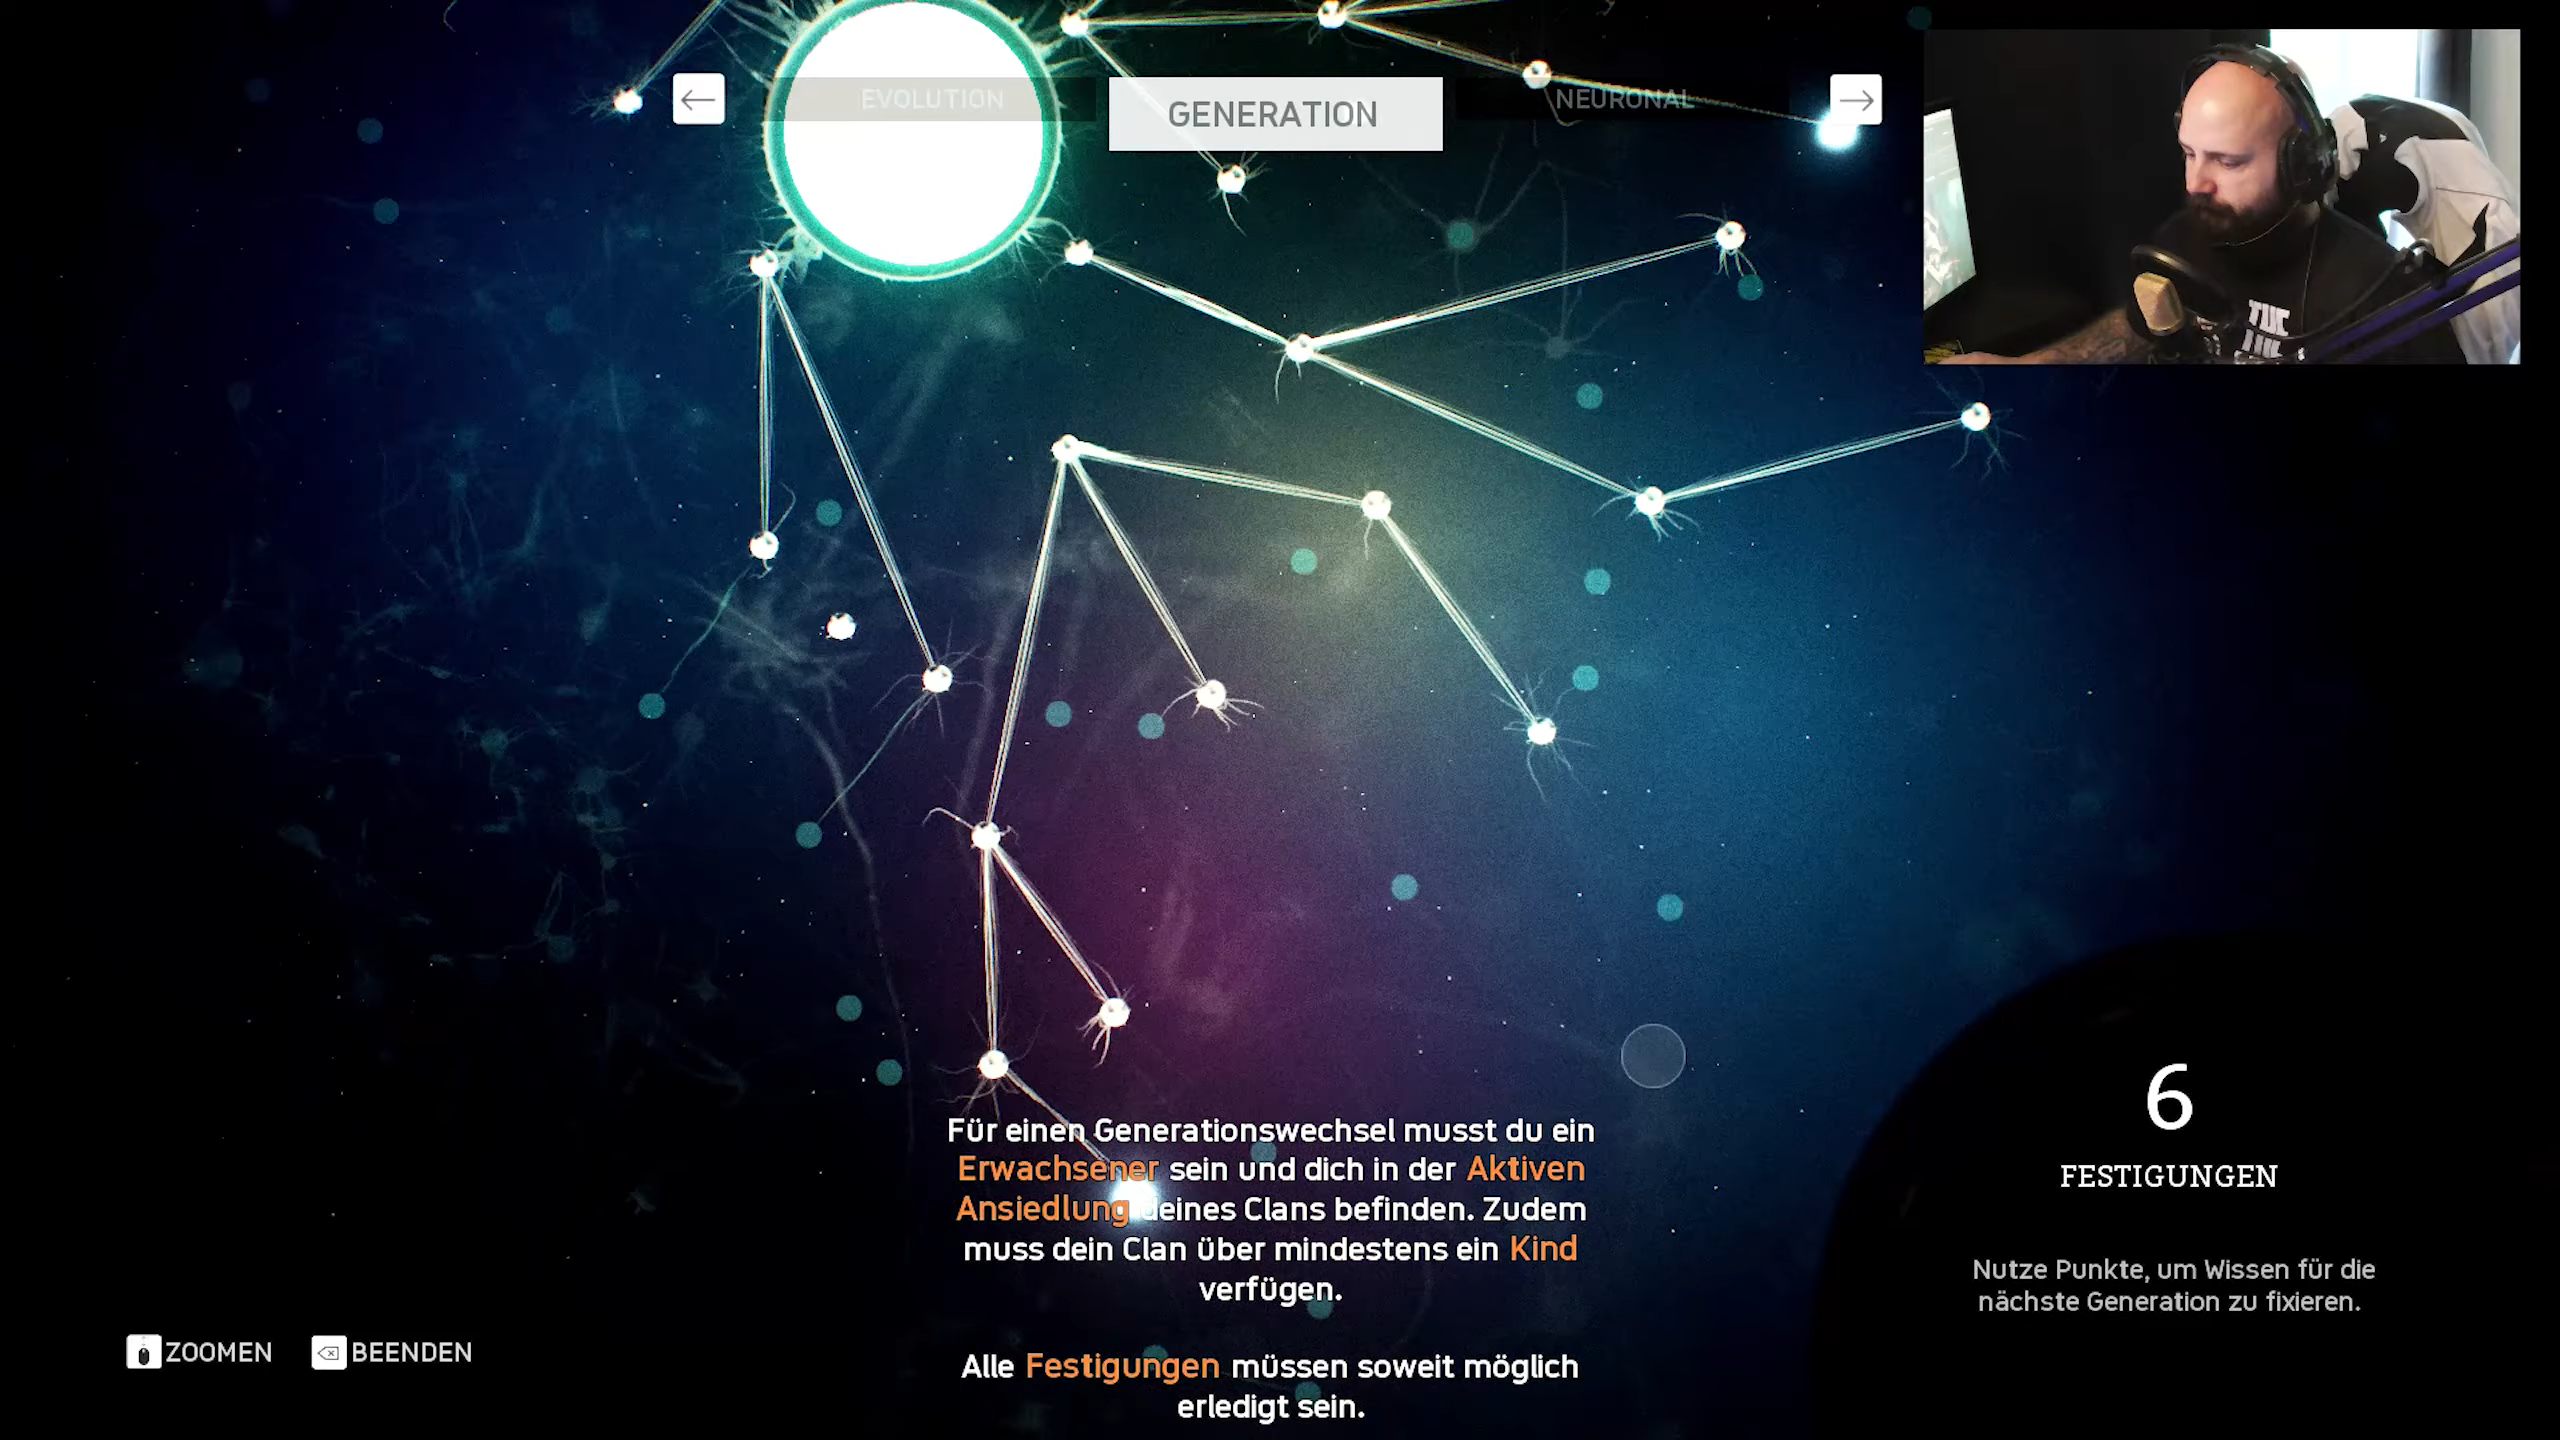 EVOLUTION
GENERATION
NEURONAL
THE
Für einen Generationswechsel musst du ein
Erwachsener sein und dich in der Aktiven
Ansiedlung deines Clans befinden. Zudem
muss dein Clan über mindestens ein Kind
verfügen.
Alle Festigungen müssen soweit möglich
erledigt sein.
6
FESTIGUNGEN
Nutze Punkte, um Wissen für die
nächste Generation zu fixieren.
ZOOMEN
BEENDEN